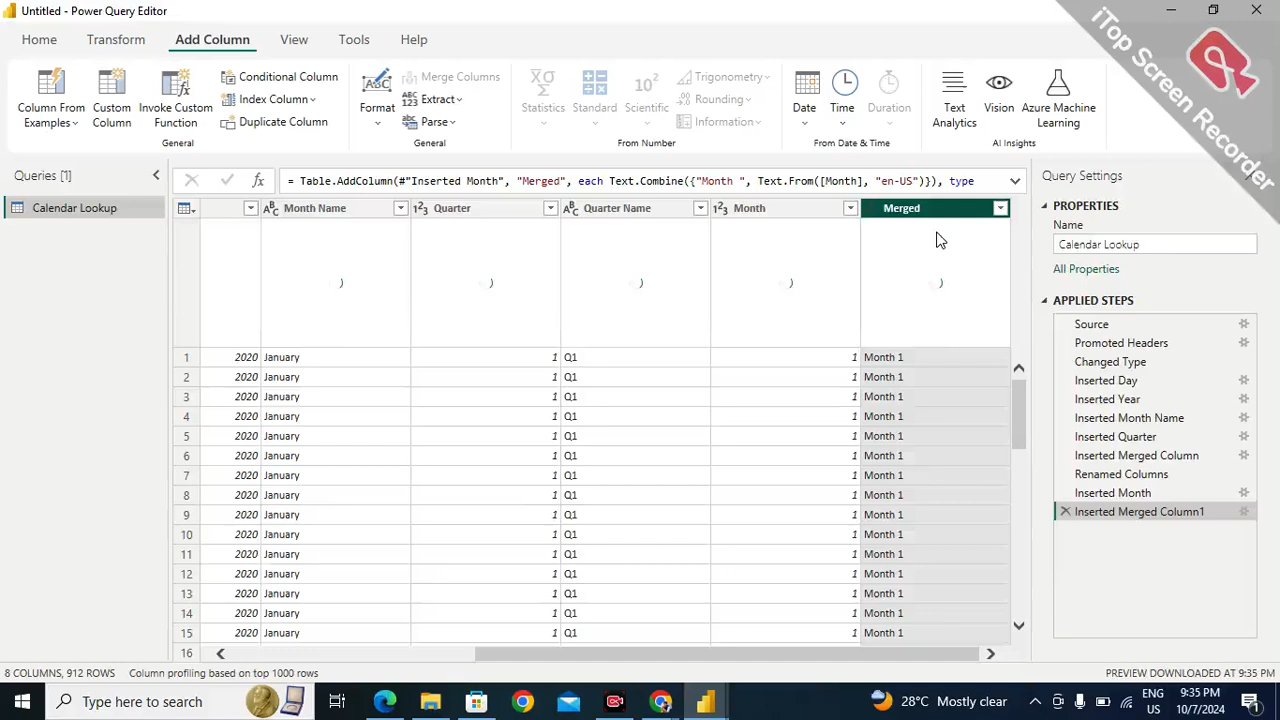 Untitled - Power Query Editor
iTop Screen Recorder
Home Transform Add Column View Tools Help
Column From Examples
Custom Column
Invoke Custom Function
Conditional Column
Index Column
Duplicate Column
General
Format
Merge Columns
Extract
Parse
General
Statistics
Standard
Scientific
Trigonometry
Rounding
Information
From Number
Date
Time
Duration
From Date & Time
Text Analytics
Vision
Azure Machine Learning
AI Insights
Queries [1]
Calendar Lookup
= Table.AddColumn(#"Inserted Month", "Merged", each Text.Combine({"Month ", Text.From([Month], "en-US")}), type
Month Name Quarter Quarter Name Month Merged
1 2020 January 1 Q1 1 Month 1
2 2020 January 1 Q1 1 Month 1
3 2020 January 1 Q1 1 Month 1
4 2020 January 1 Q1 1 Month 1
5 2020 January 1 Q1 1 Month 1
6 2020 January 1 Q1 1 Month 1
7 2020 January 1 Q1 1 Month 1
8 2020 January 1 Q1 1 Month 1
9 2020 January 1 Q1 1 Month 1
10 2020 January 1 Q1 1 Month 1
11 2020 January 1 Q1 1 Month 1
12 2020 January 1 Q1 1 Month 1
13 2020 January 1 Q1 1 Month 1
14 2020 January 1 Q1 1 Month 1
15 2020 January 1 Q1 1 Month 1
16
Query Settings
PROPERTIES
Name
Calendar Lookup
All Properties
APPLIED STEPS
Source
Promoted Headers
Changed Type
Inserted Day
Inserted Year
Inserted Month Name
Inserted Quarter
Inserted Merged Column
Renamed Columns
Inserted Month
Inserted Merged Column1
8 COLUMNS, 912 ROWS Column profiling based on top 1000 rows
PREVIEW DOWNLOADED AT 9:35 PM
Type here to search
28°C Mostly clear
ENG US
9:35 PM
10/7/2024
1